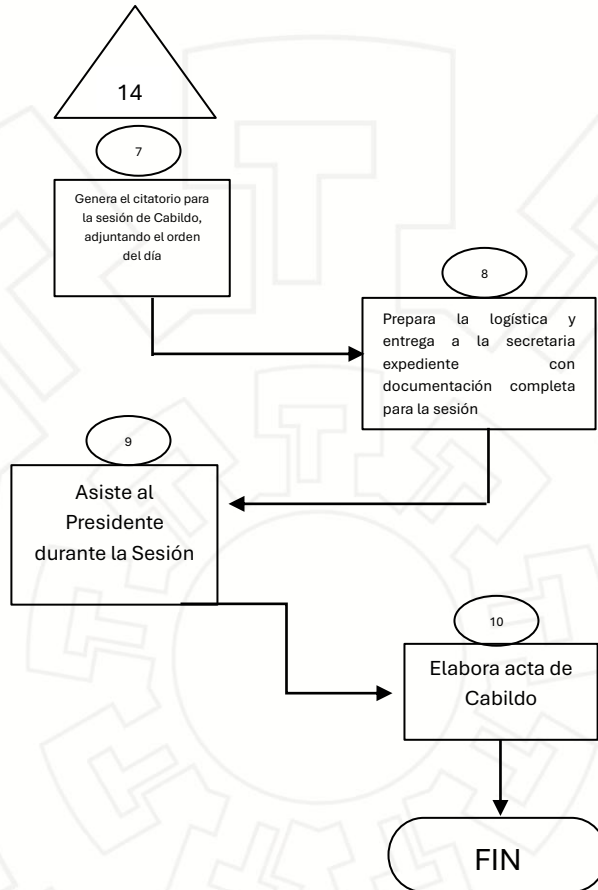 14
7
Genera el citatorio para
la sesión de Cabildo,
adjuntando el orden
del día
8
Prepara la logística y
entrega a la secretaria
expediente con
documentación completa
para la sesión
9
Asiste al
Presidente
durante la Sesión
10
Elabora acta de
Cabildo
FIN